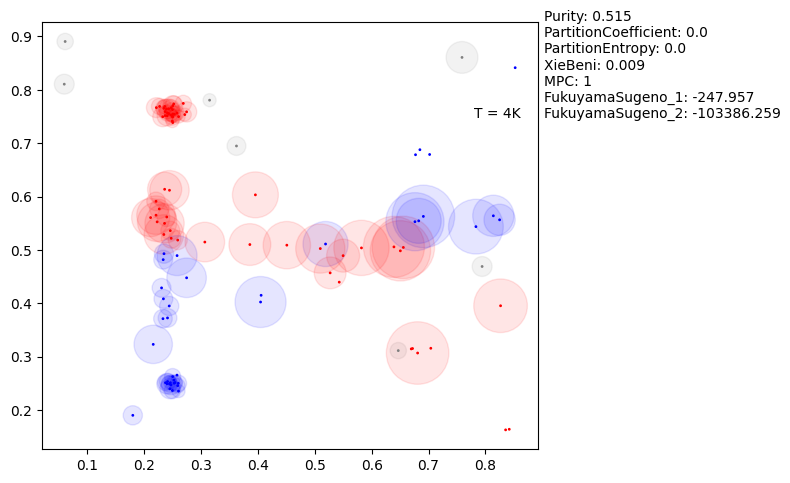 Purity: 0.515
PartitionCoefficient: 0.0
PartitionEntropy: 0.0
XieBeni: 0.009
MPC: 1
FukuyamaSugeno_1: -247.957
FukuyamaSugeno_2: -103386.259
T = 4K
0.9
0.8
0.7
0.6
0.5
0.4
0.3
0.2
0.1 0.2 0.3 0.4 0.5 0.6 0.7 0.8